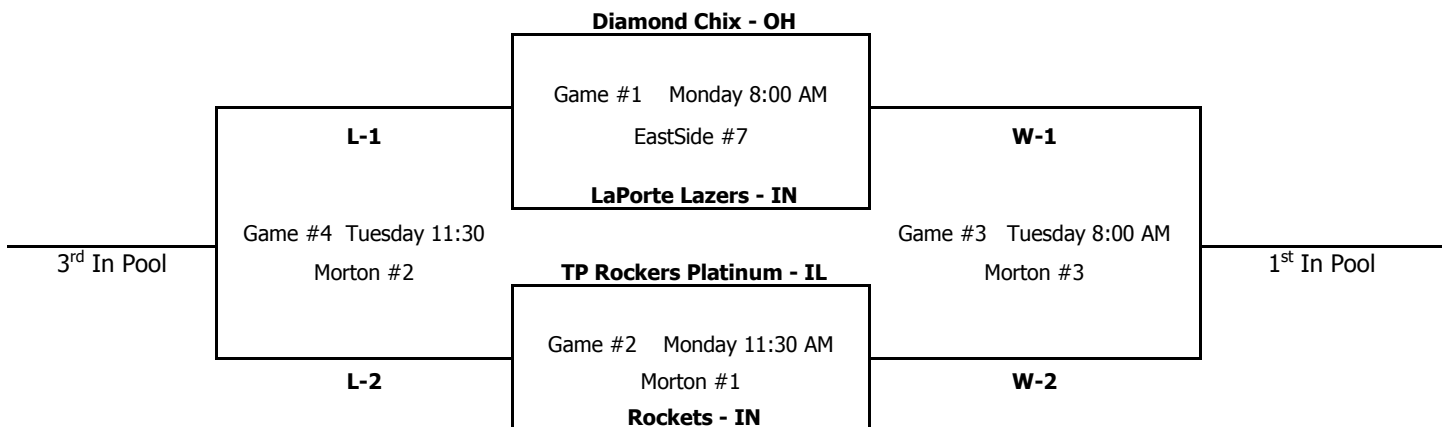 Diamond Chix - OH
Game #1 Monday 8:00 AM
L-1
EastSide #7
W-1
LaPorte Lazers - IN
Game #4 Tuesday 11:30
Game #3 Tuesday 8:00 AM
3rd In Pool
Morton #2
TP Rockers Platinum - IL
Morton #3
1st In Pool
Game #2 Monday 11:30 AM
L-2
Morton #1
W-2
Rockets - IN